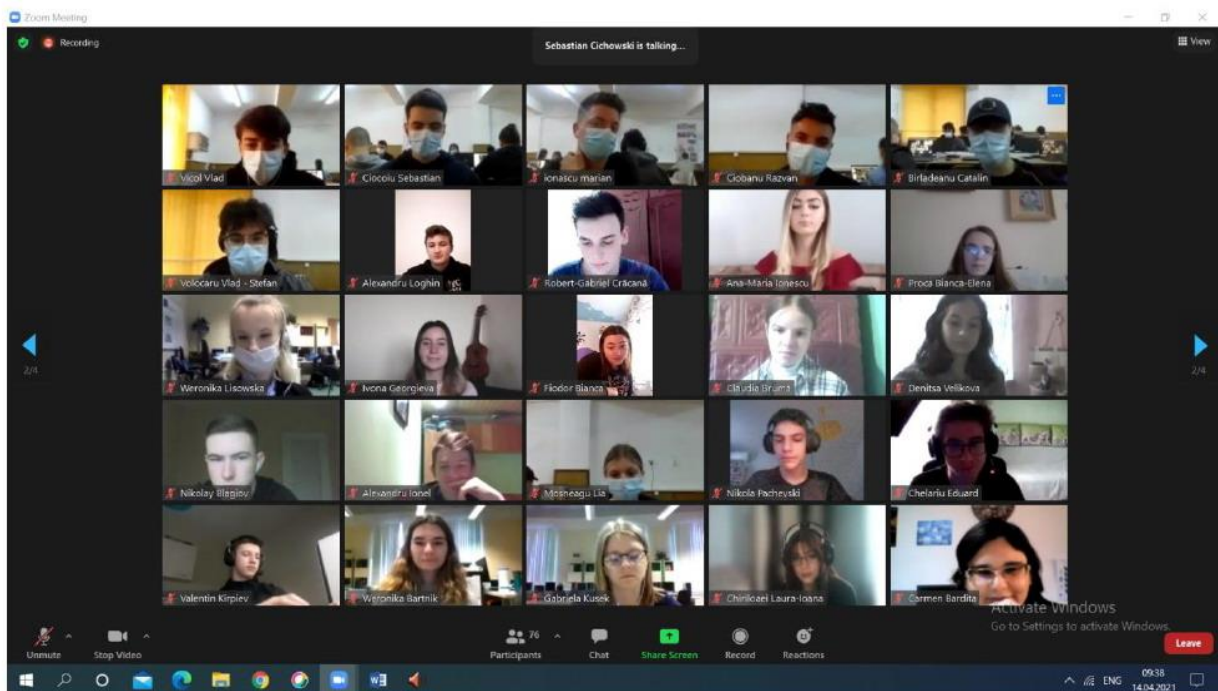 Zoom Meeting
Recording
Sebastian Cichowski is talking...
View
Vicol Vlad
Ciocoiu Sebastian
ionascu marian
Ciobanu Razvan
Birladeanu Catalin
Volocaru Vlad - Stefan
Alexandru Loghin
Robert-Gabriel Crăcană
Ana-Maria Ionescu
Proca Bianca-Elena
2/4
Weronika Lisowska
Ivona Georgieva
Fiodor Bianca
Claudia Bruma
Denitsa Velikova
2/4
Nikolay Blagiov
Alexandru Ionel
Mosneagu Lia
Nikola Pachevski
Chelariu Eduard
Valentin Kirpiev
Weronika Bartnik
Gabriela Kusek
Chiriloaei Laura-Ioana
Carmen Bardita
Activate Windows
Go to Settings to activate Windows.
Unmute
Stop Video
76
Participants
Chat
Share Screen
Record
Reactions
Leave
ENG
09:38
14.04.2021